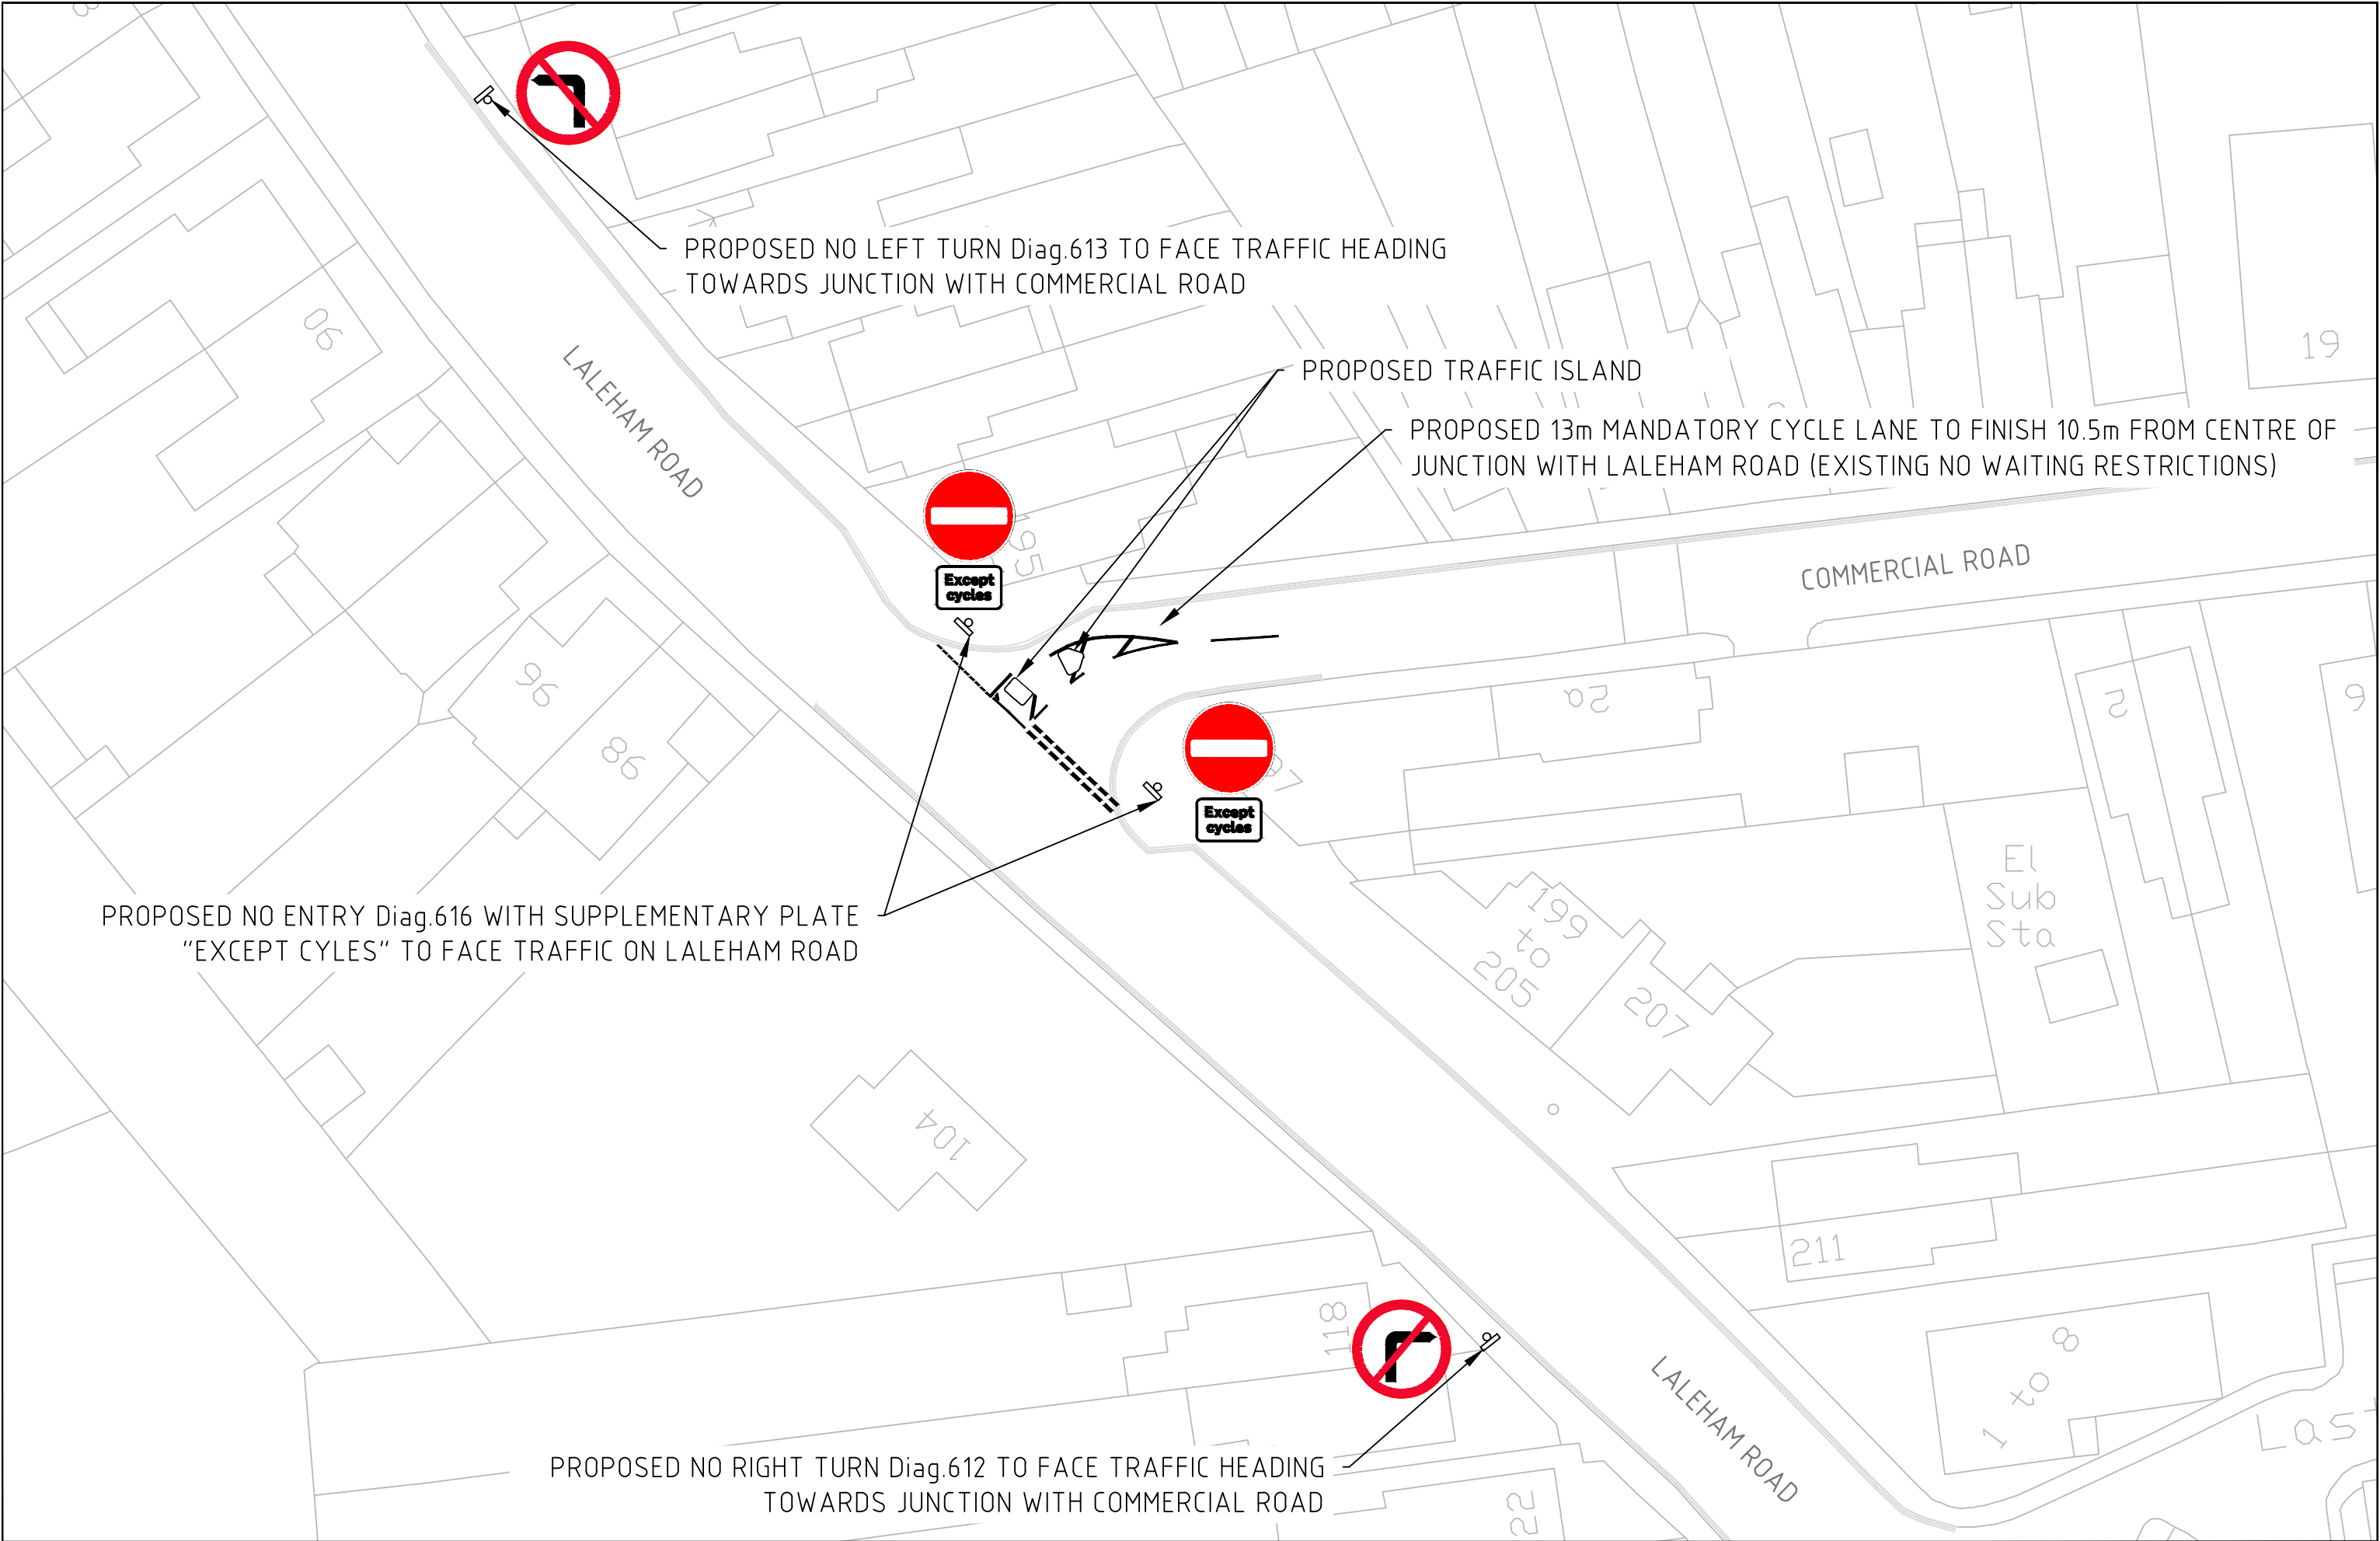 PROPOSED NO LEFT TURN Diag.613 TO FACE TRAFFIC HEADING
TOWARDS JUNCTION WITH COMMERCIAL ROAD
90
LALEHAM ROAD
PROPOSED TRAFFIC ISLAND
19
PROPOSED 13m MANDATORY CYCLE LANE TO FINISH 10.5m FROM CENTRE OF
JUNCTION WITH LALEHAM ROAD (EXISTING NO WAITING RESTRICTIONS)
195
Except
cycles
COMMERCIAL ROAD
96
98
2a
2
6
Except
cycles
El
Sub
Sta
PROPOSED NO ENTRY Diag.616 WITH SUPPLEMENTARY PLATE
"EXCEPT CYLES" TO FACE TRAFFIC ON LALEHAM ROAD
199
to
205
207
104
211
118
1 to 8
LALEHAM ROAD
PROPOSED NO RIGHT TURN Diag.612 TO FACE TRAFFIC HEADING
TOWARDS JUNCTION WITH COMMERCIAL ROAD